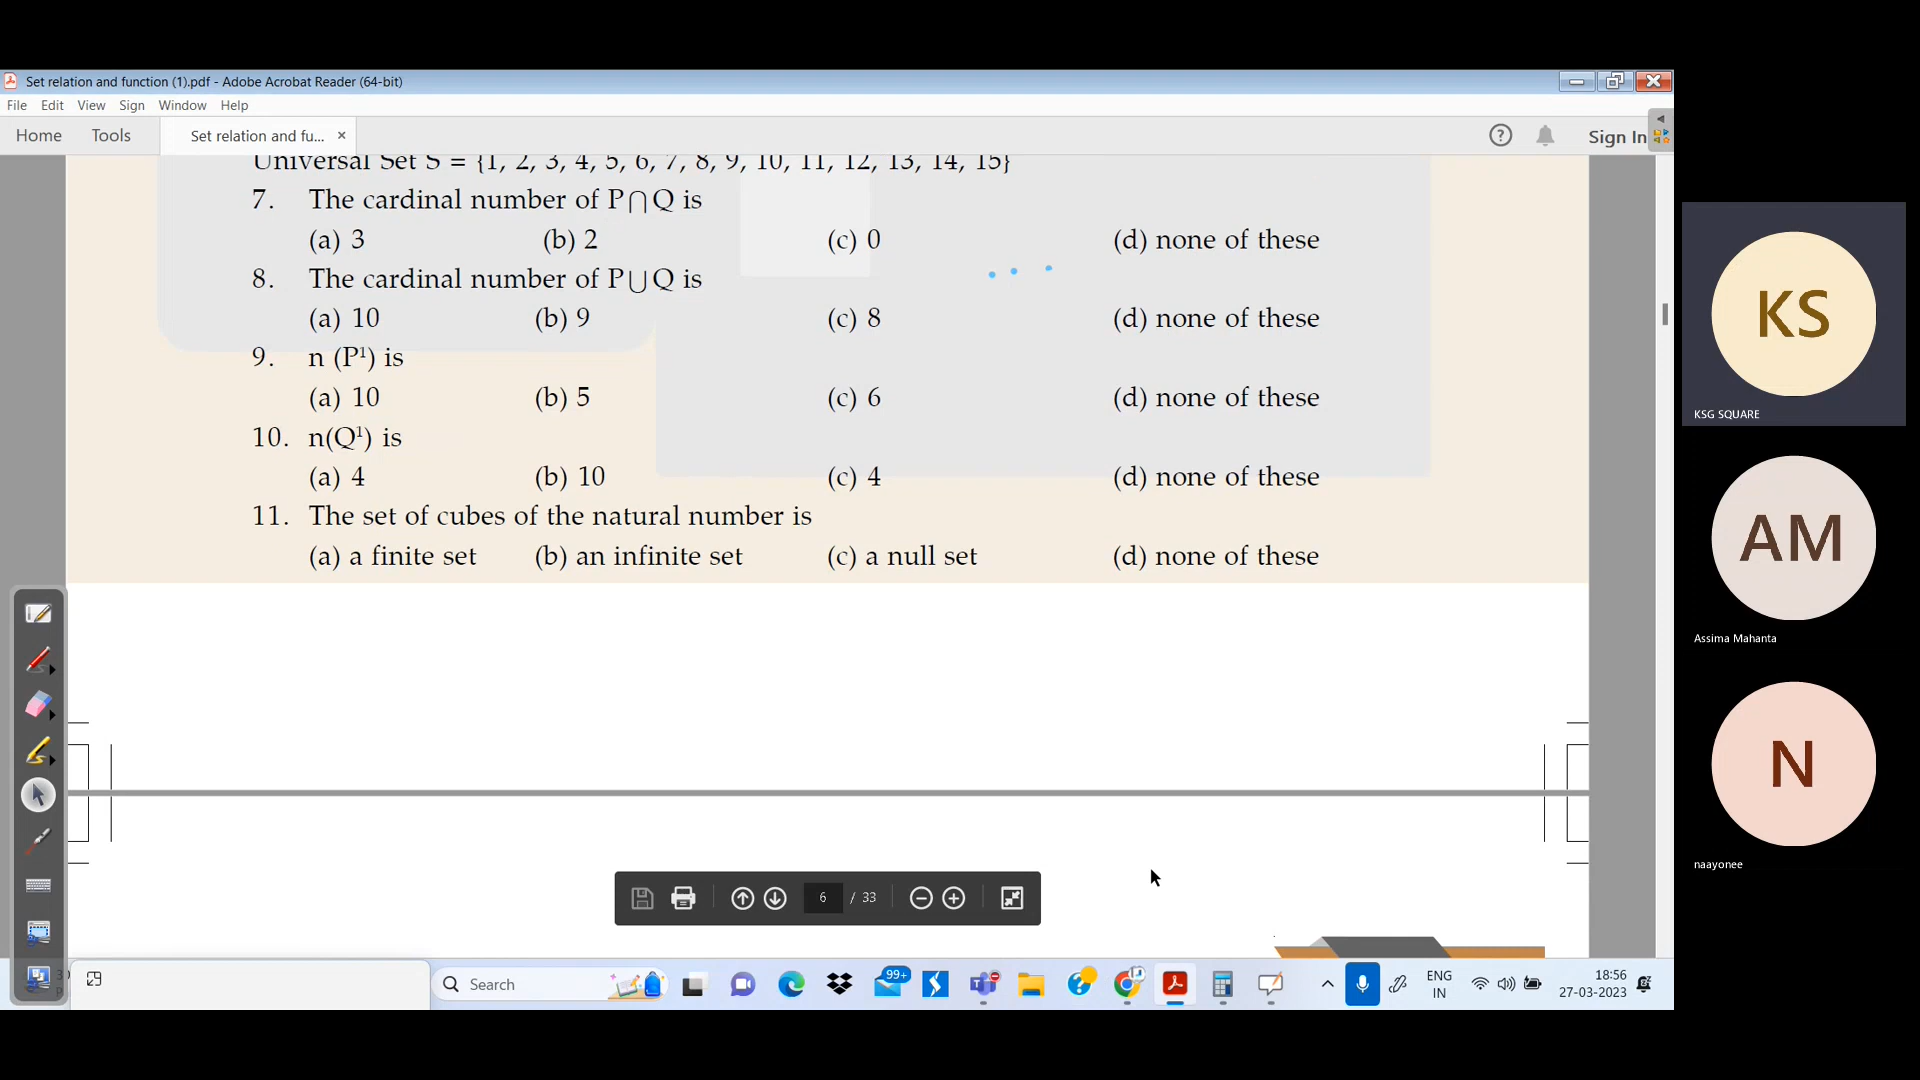 Set relation and function (1).pdf - Adobe Acrobat Reader (64-bit)
File Edit View Sign Window Help
Home Tools Set relation and fu... × Sign In
Universal Set S = {1, 2, 3, 4, 5, 6, 7, 8, 9, 10, 11, 12, 13, 14, 15}
7. The cardinal number of P⋂Q is
(a) 3 (b) 2 (c) 0 (d) none of these
8. The cardinal number of P⋃Q is
(a) 10 (b) 9 (c) 8 (d) none of these
9. n (P¹) is
(a) 10 (b) 5 (c) 6 (d) none of these
10. n(Q¹) is
(a) 4 (b) 10 (c) 4 (d) none of these
11. The set of cubes of the natural number is
(a) a finite set (b) an infinite set (c) a null set (d) none of these
6 / 33
Search
99+
ENG
IN
18:56
27-03-2023
KS
KSG SQUARE
AM
Assima Mahanta
N
naayonee